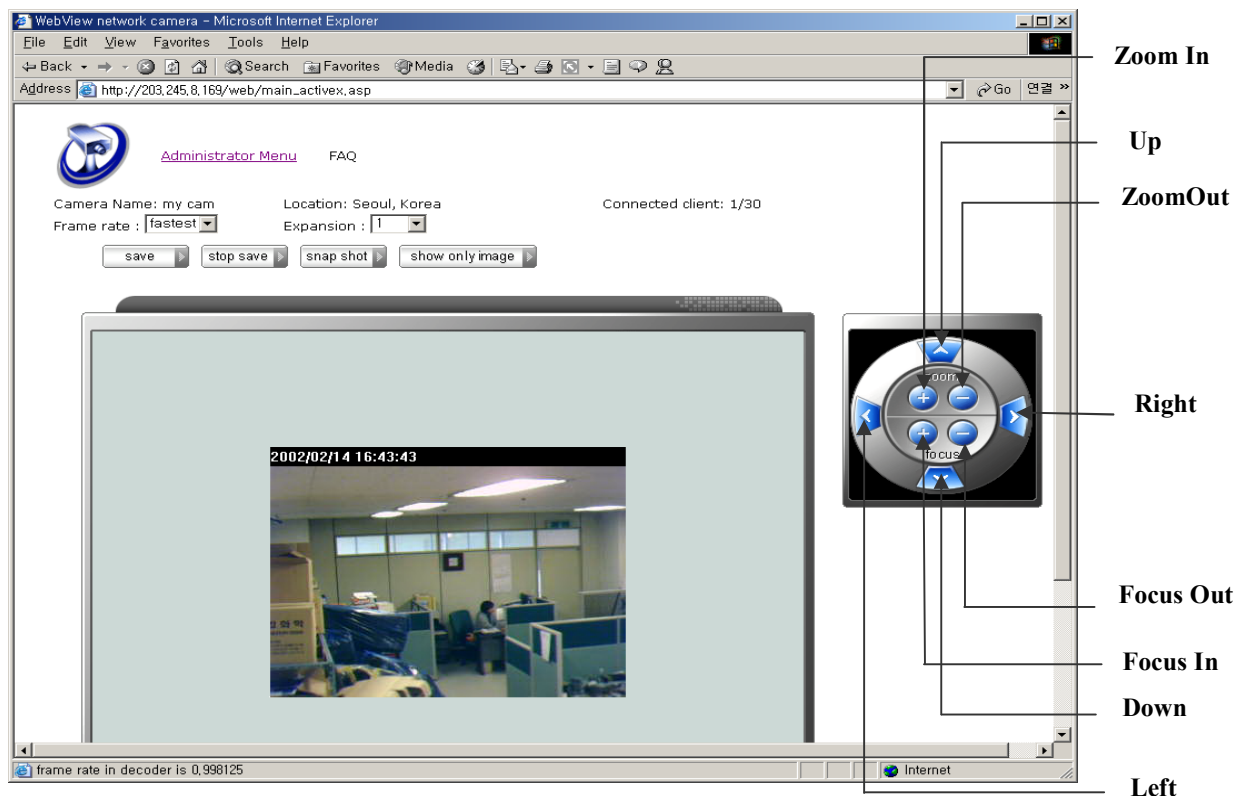 WebView network camera - Microsoft Internet Explorer
File Edit View Favorites Tools Help
Back Search Favorites Media
Address http://203,245,8,169/web/main_activex,asp Go 연결 »
Zoom In
Up
ZoomOut
Right
Focus Out
Focus In
Down
Left
Administrator Menu FAQ
Camera Name: my cam Location: Seoul, Korea Connected client: 1/30
Frame rate : fastest Expansion : 1
save stop save snap shot show only image
zoom
+ −
+ −
focus
2002/02/14 16:43:43
frame rate in decoder is 0,998125 Internet